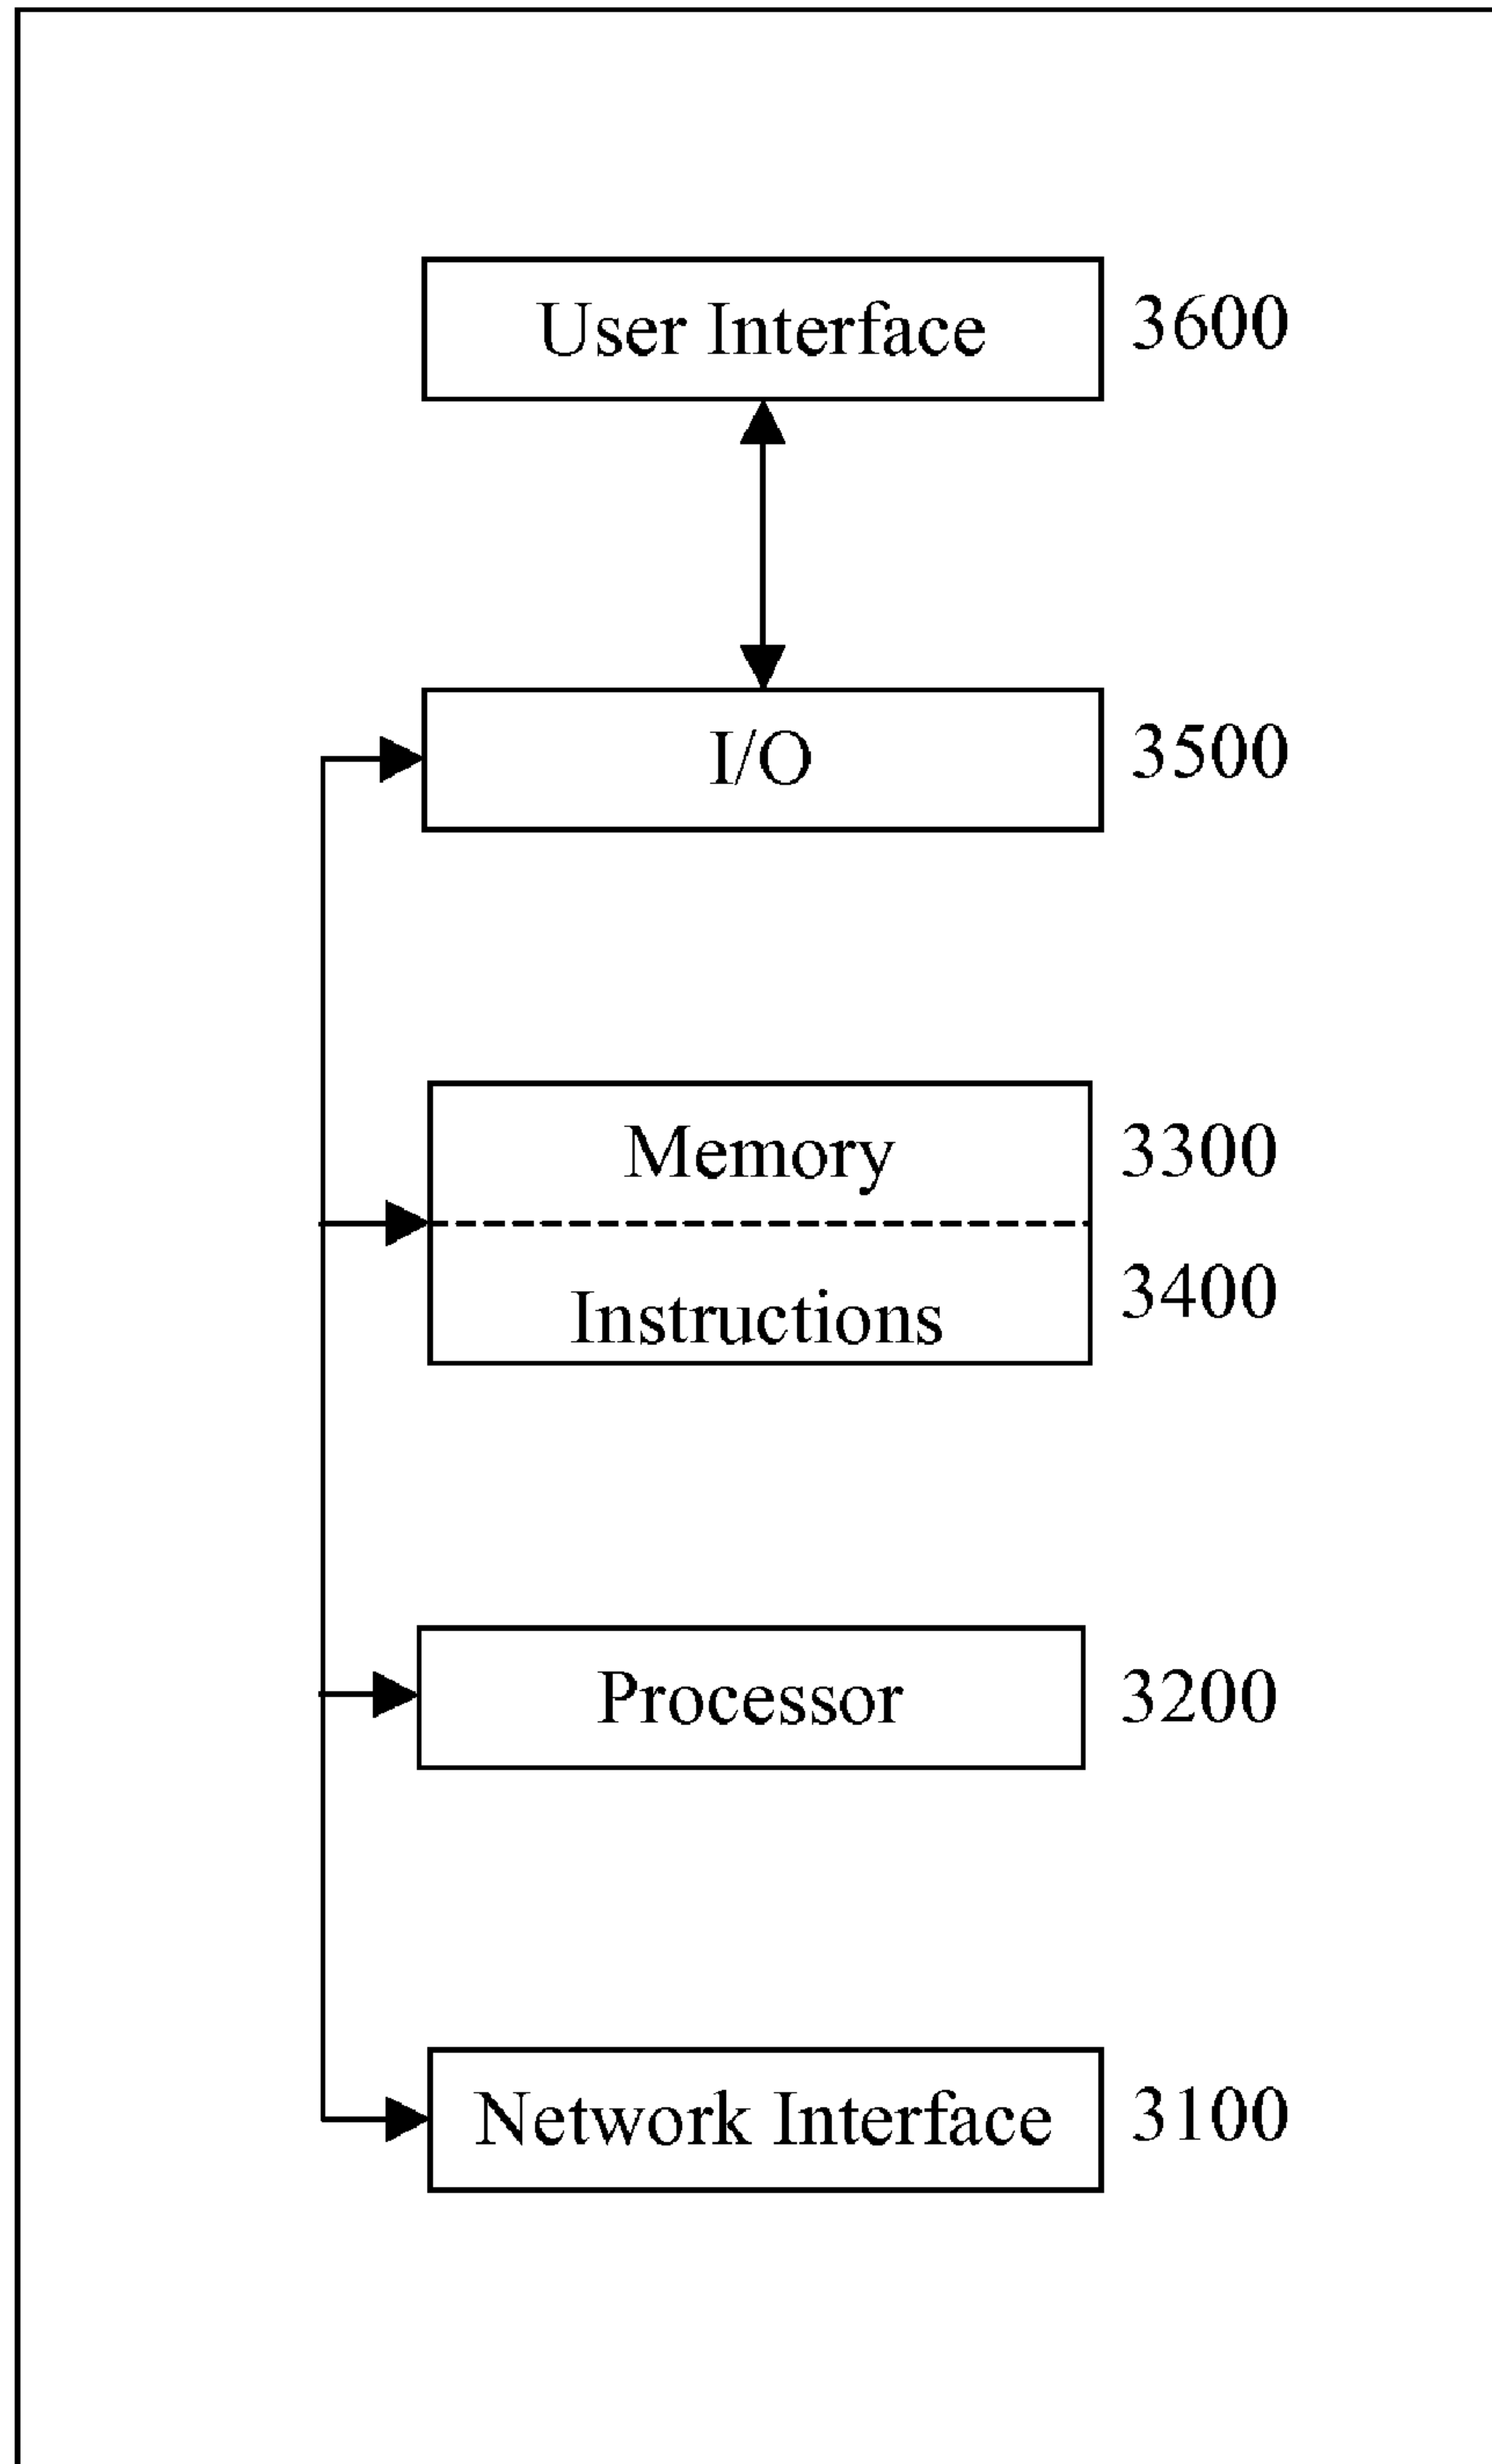 User Interface 3600
I/O 3500
Memory 3300
Instructions 3400
Processor 3200
Network Interface 3100